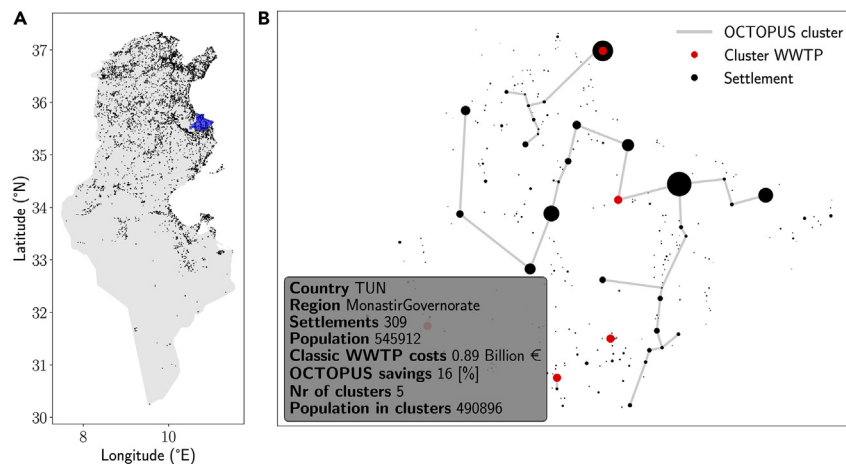 A
37
36
35
34
33
32
31
30
Latitude (°N)
8
10
Longitude (°E)
B
OCTOPUS cluster
Cluster WWTP
Settlement
Country TUN
Region MonastirGovernorate
Settlements 309
Population 545912
Classic WWTP costs 0.89 Billion €
OCTOPUS savings 16 [%]
Nr of clusters 5
Population in clusters 490896